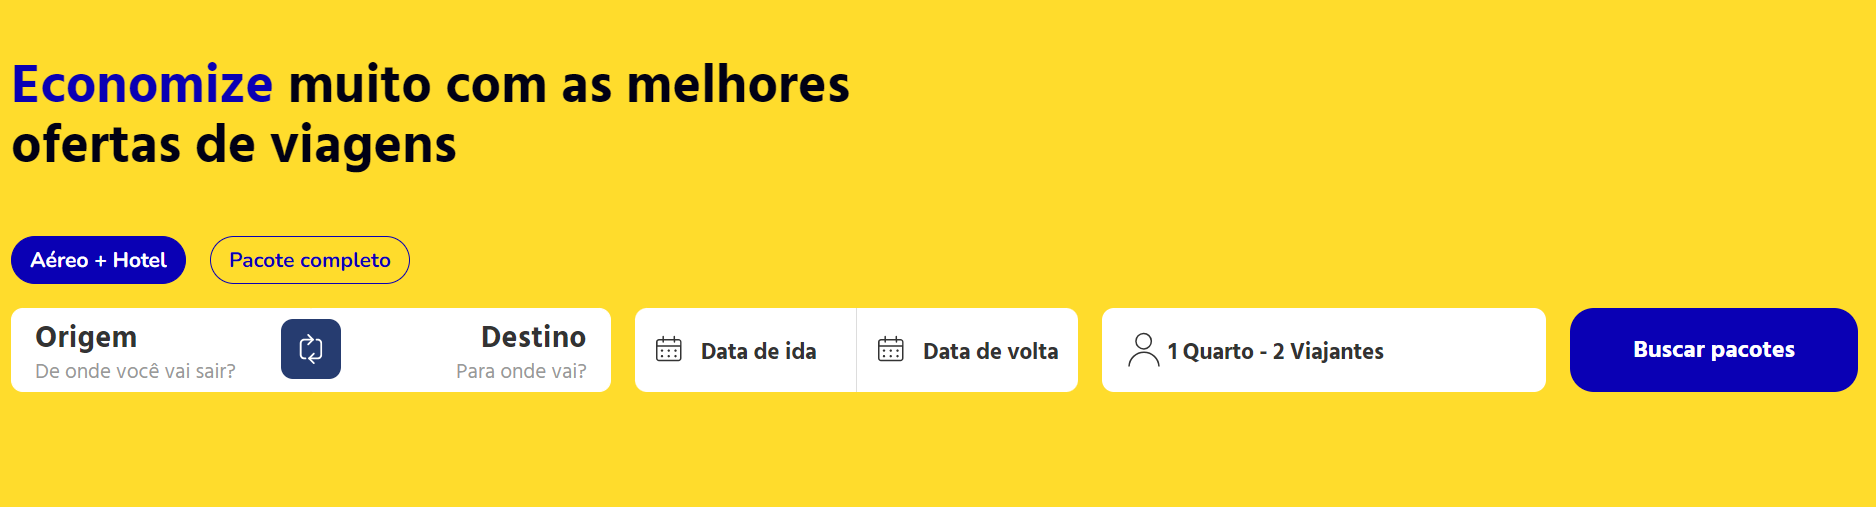 Economize muito com as melhores
ofertas de viagens
Aéreo + Hotel
Pacote completo
Origem
De onde você vai sair?
Destino
Para onde vai?
Data de ida
Data de volta
1 Quarto - 2 Viajantes
Buscar pacotes